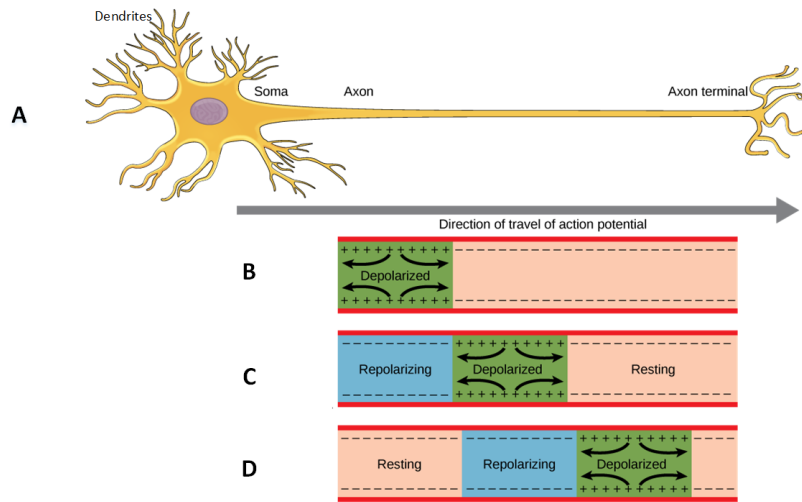 Dendrites
Soma
Axon
Axon terminal
A
Direction of travel of action potential
B
+ + + + + + + + +
Depolarized
+ + + + + + + + +
C
+ + + + + + + + +
Repolarizing
Depolarized
Resting
+ + + + + + + + +
D
+ + + + + + + + +
Resting
Repolarizing
Depolarized
+ + + + + + + + +